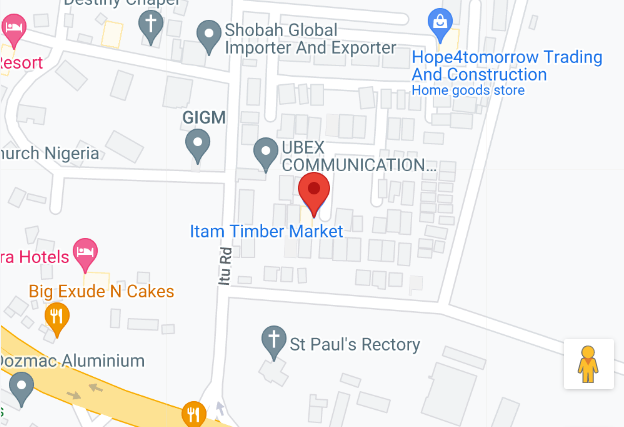 Destiny Chapel
Shobah Global
Importer And Exporter
Resort
Hope4tomorrow Trading
And Construction
Home goods store
GIGM
hurch Nigeria
UBEX
COMMUNICATION...
Itam Timber Market
ra Hotels
Itu Rd
Big Exude N Cakes
St Paul's Rectory
Dozmac Aluminium
s